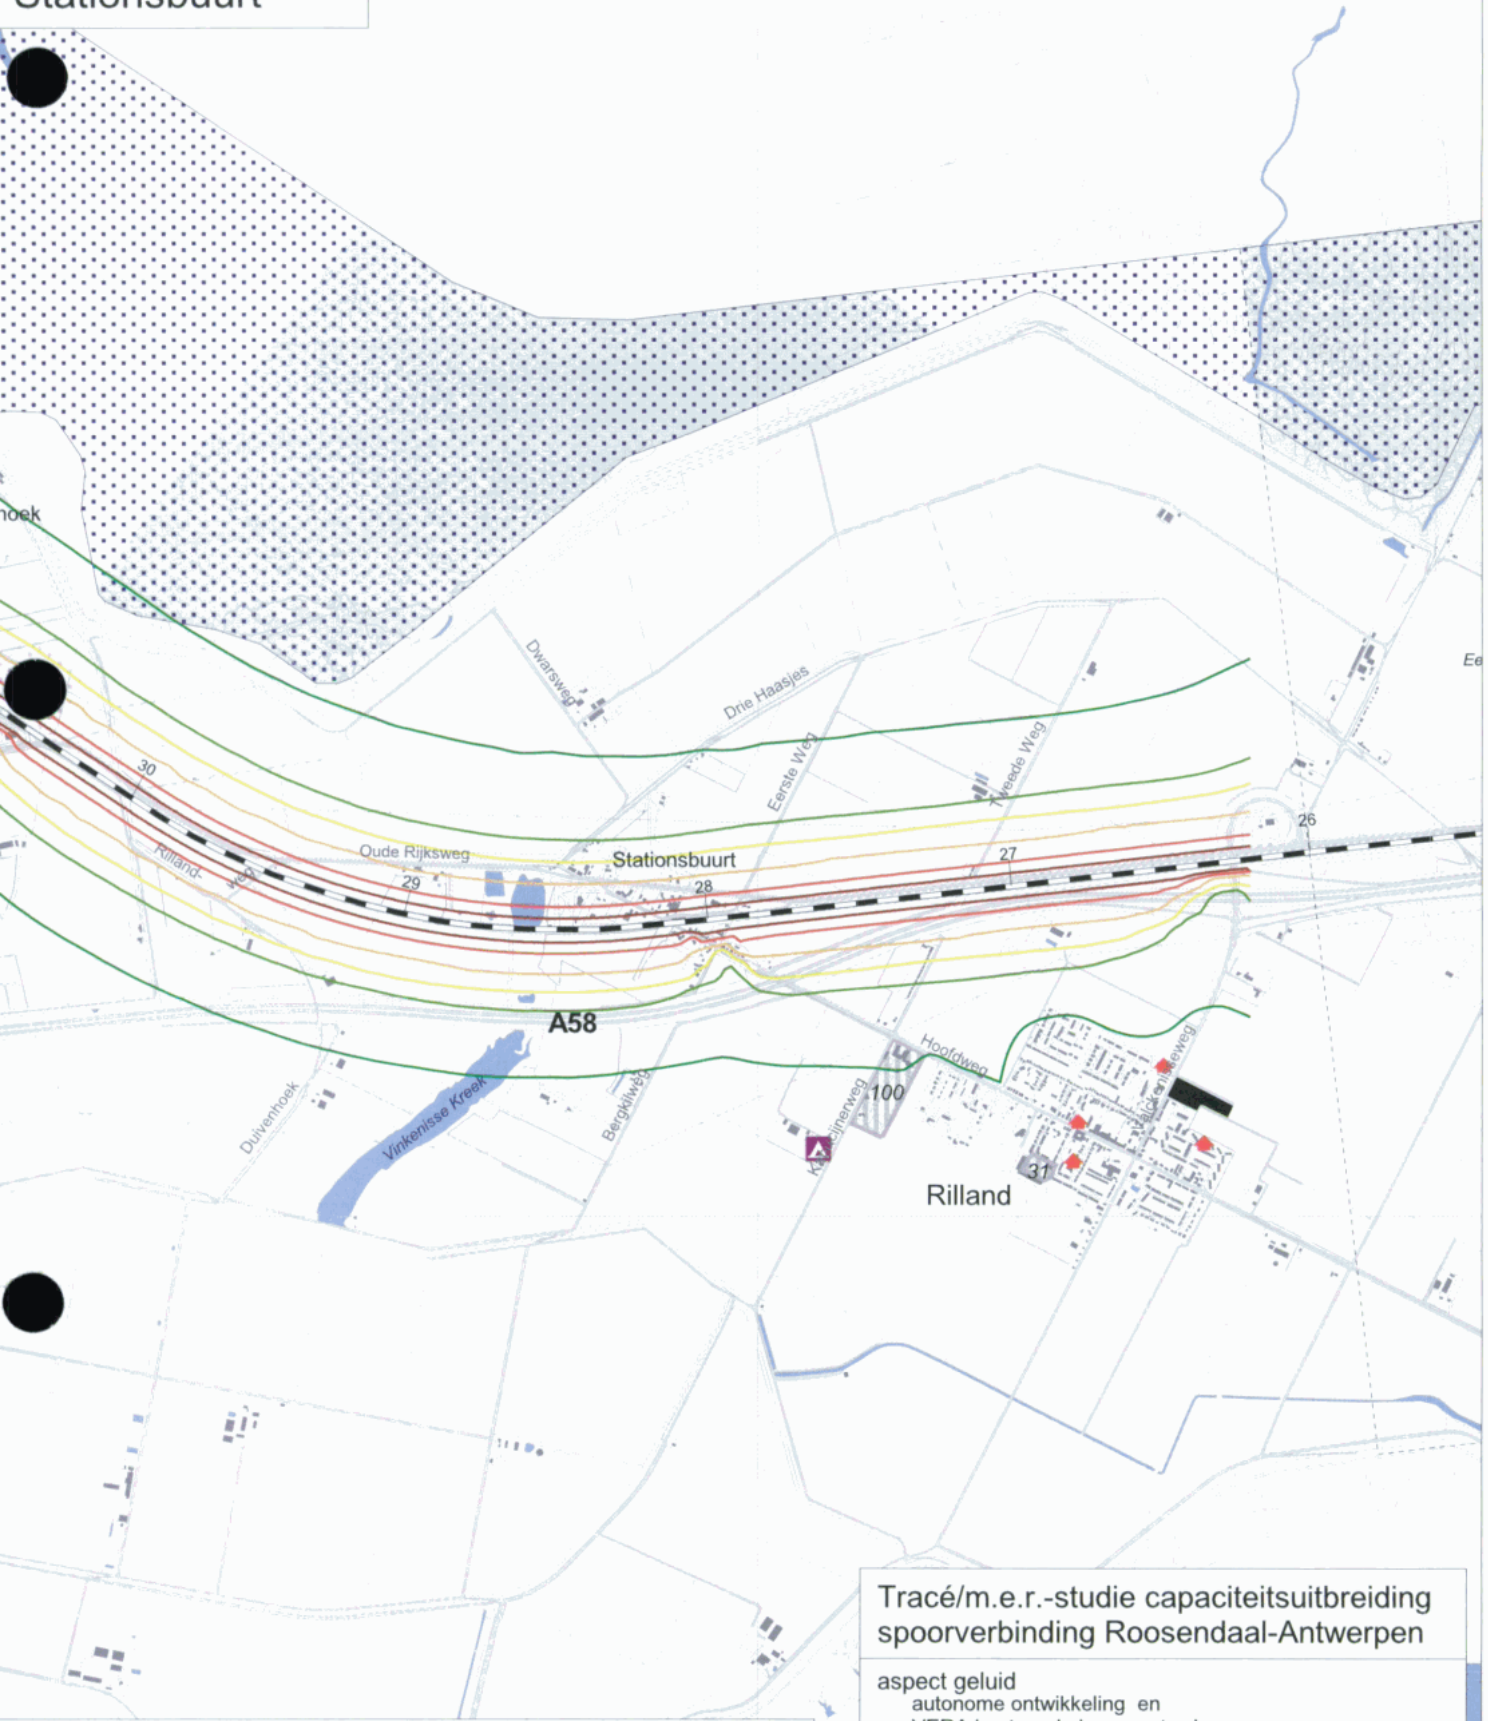 Stationsbuurt
hoek
Dwarsweg
Drie Haasjes
Eerste Weg
Tweede Weg
Ee
30
26
Oude Rijksweg
Stationsbuurt
27
Rilland-
weg
29
28
A58
Hoofdweg
100
Duivenhoek
Vinkenisse Kreek
Bergkilweg
31
Rilland
Tracé/m.e.r.-studie capaciteitsuitbreiding
spoorverbinding Roosendaal-Antwerpen
aspect geluid
autonome ontwikkeling en